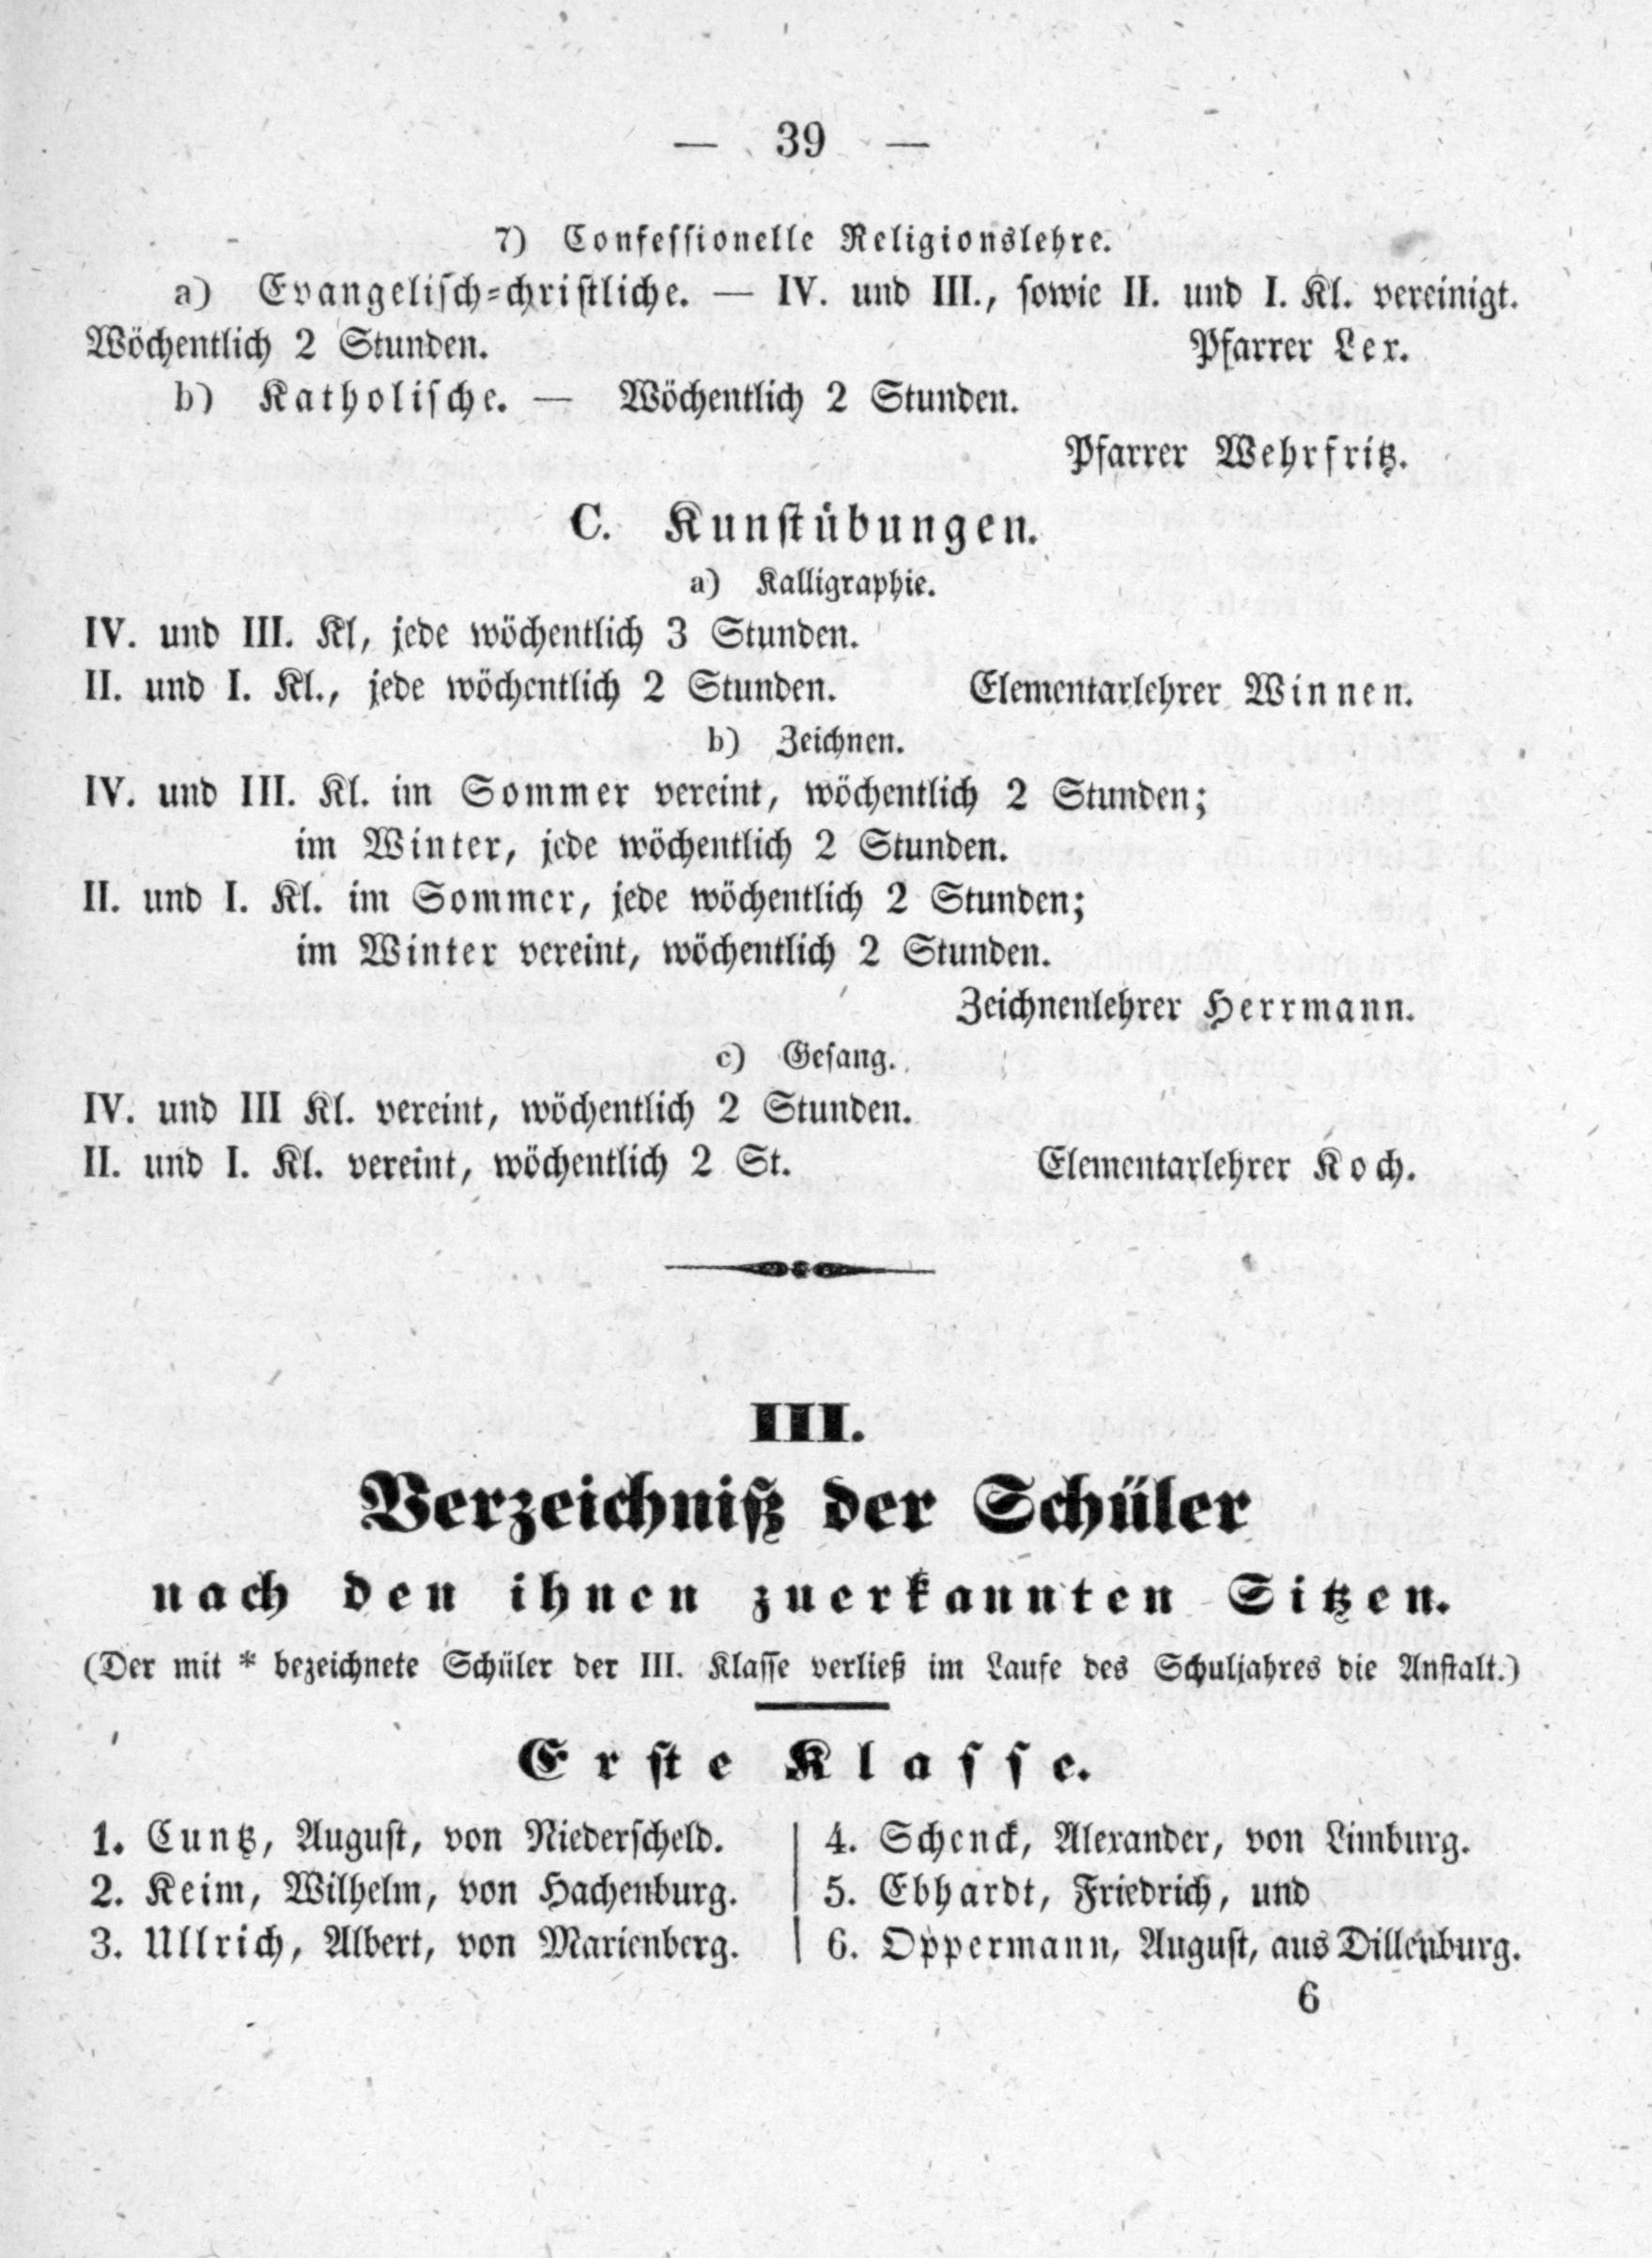 — 39 —
7) Confessionelle Religionslehre.
a) Evangelisch-christliche. — IV. und III., sowie II. und I. Kl. vereinigt.
Wöchentlich 2 Stunden. Pfarrer Lex.
b) Katholische. — Wöchentlich 2 Stunden.
Pfarrer Wehrfritz.
C. Kunstübungen.
a) Kalligraphie.
IV. und III. Kl, jede wöchentlich 3 Stunden.
II. und I. Kl., jede wöchentlich 2 Stunden. Elementarlehrer Winnen.
b) Zeichnen.
IV. und III. Kl. im Sommer vereint, wöchentlich 2 Stunden;
im Winter, jede wöchentlich 2 Stunden.
II. und I. Kl. im Sommer, jede wöchentlich 2 Stunden;
im Winter vereint, wöchentlich 2 Stunden.
Zeichnenlehrer Herrmann.
c) Gesang.
IV. und III Kl. vereint, wöchentlich 2 Stunden.
II. und I. Kl. vereint, wöchentlich 2 St. Elementarlehrer Koch.
III.
Verzeichniß der Schüler
nach den ihnen zuerkannten Sitzen.
(Der mit * bezeichnete Schüler der III. Klasse verließ im Laufe des Schuljahres die Anstalt.)
Erste Klasse.
1. Cuntz, August, von Niederscheld.
2. Keim, Wilhelm, von Hachenburg.
3. Ullrich, Albert, von Marienberg.
4. Schenck, Alexander, von Limburg.
5. Ebhardt, Friedrich, und
6. Oppermann, August, aus Dillenburg.
6